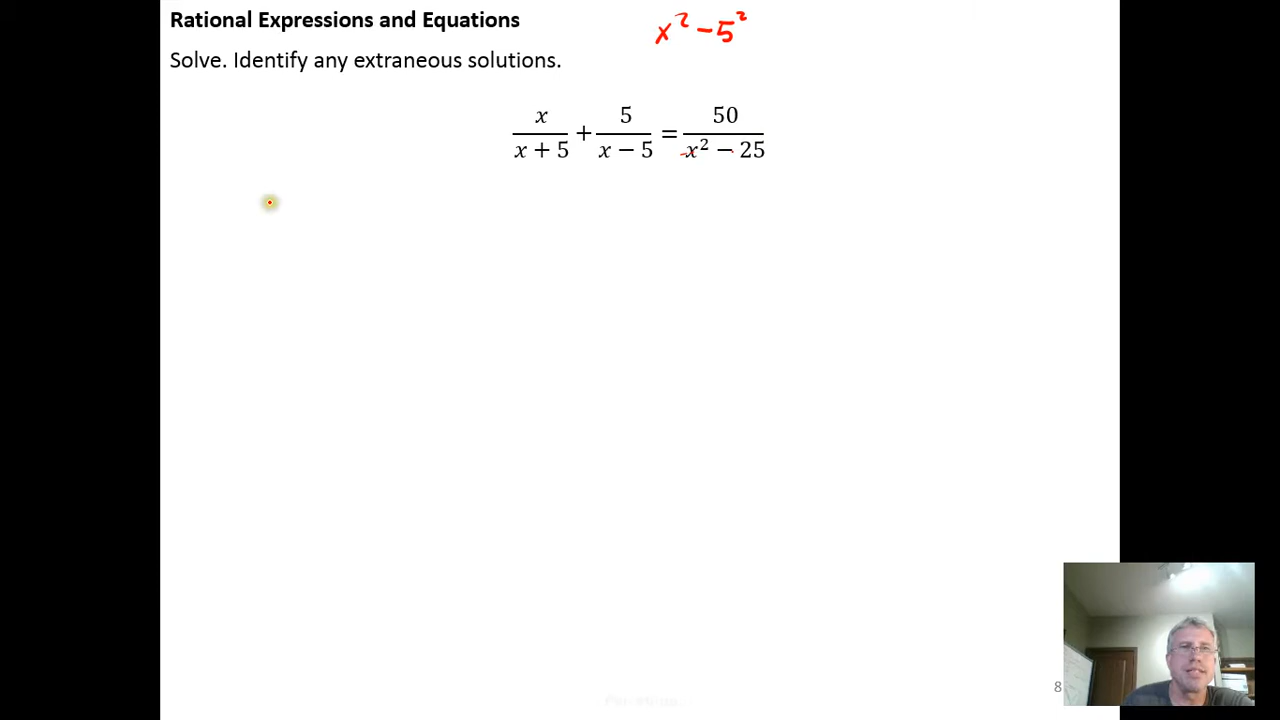 Rational Expressions and Equations
x² - 5²
Solve. Identify any extraneous solutions.
x/(x + 5) + 5/(x − 5) = 50/(x² − 25)
8